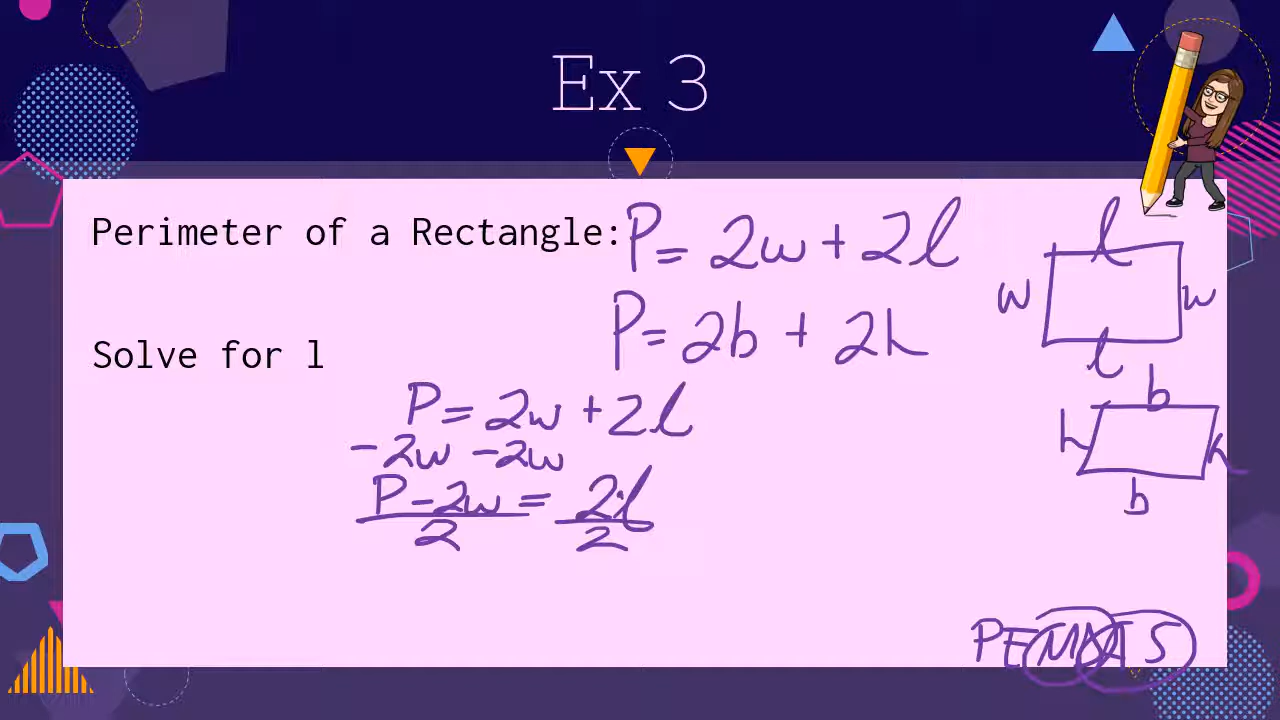 Ex 3
Perimeter of a Rectangle: P = 2w + 2l
l
w w
l
P = 2b + 2h
Solve for l
b
h h
b
P = 2w + 2l
-2w -2w
P - 2w = 2·l
2 2
PEMDAS